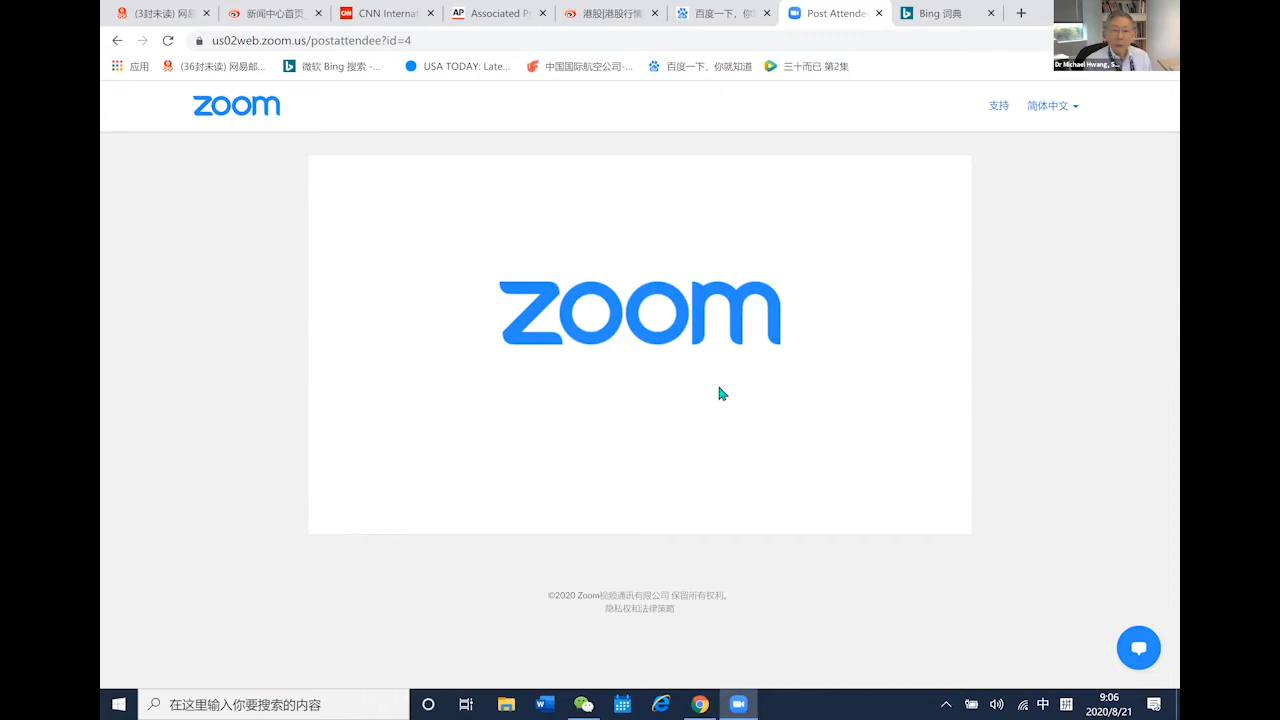 (3封未读) 网易邮
新闻中心首页_
CNN Internat
Associated P
港股|港股行情
百度一下，你
Post Attende
Bing 词典
us02web.zoom.us/postattendee?id=4
应用
(36封未读) 网易邮...
微软 Bing 搜索 -...
USA TODAY: Late...
中国国际航空公司-...
百度一下，你就知道
三十而已 第2集
Dr Michael Hwang, S...
zoom
支持
简体中文
zoom
©2020 Zoom视频通讯有限公司 保留所有权利。
隐私权和法律策略
在这里输入你要搜索的内容
中
拼
9:06
2020/8/21